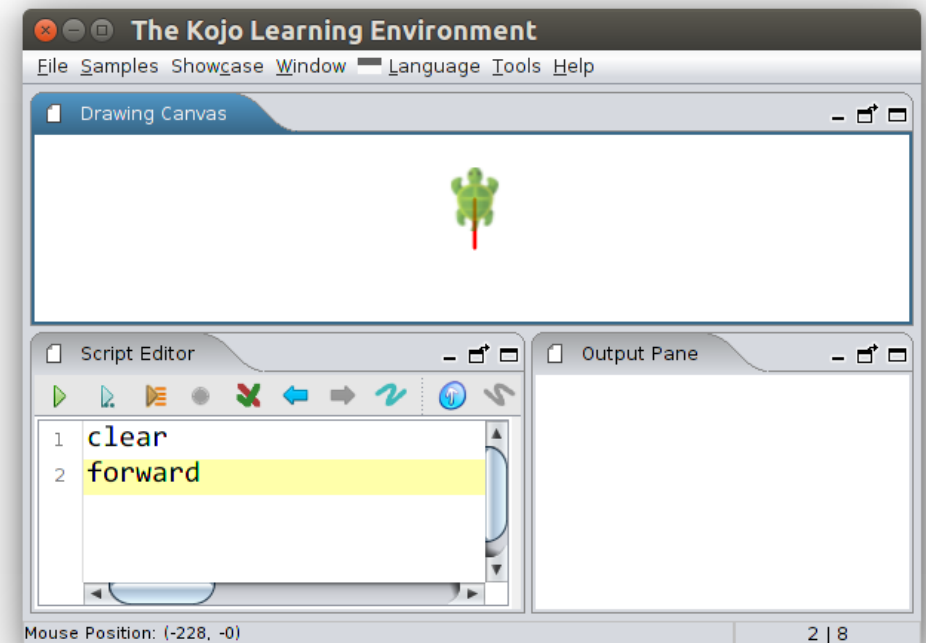 The Kojo Learning Environment
File Samples Showcase Window Language Tools Help
Drawing Canvas
Script Editor
Output Pane
1 clear
2 forward
Mouse Position: (-228, -0)
2 | 8